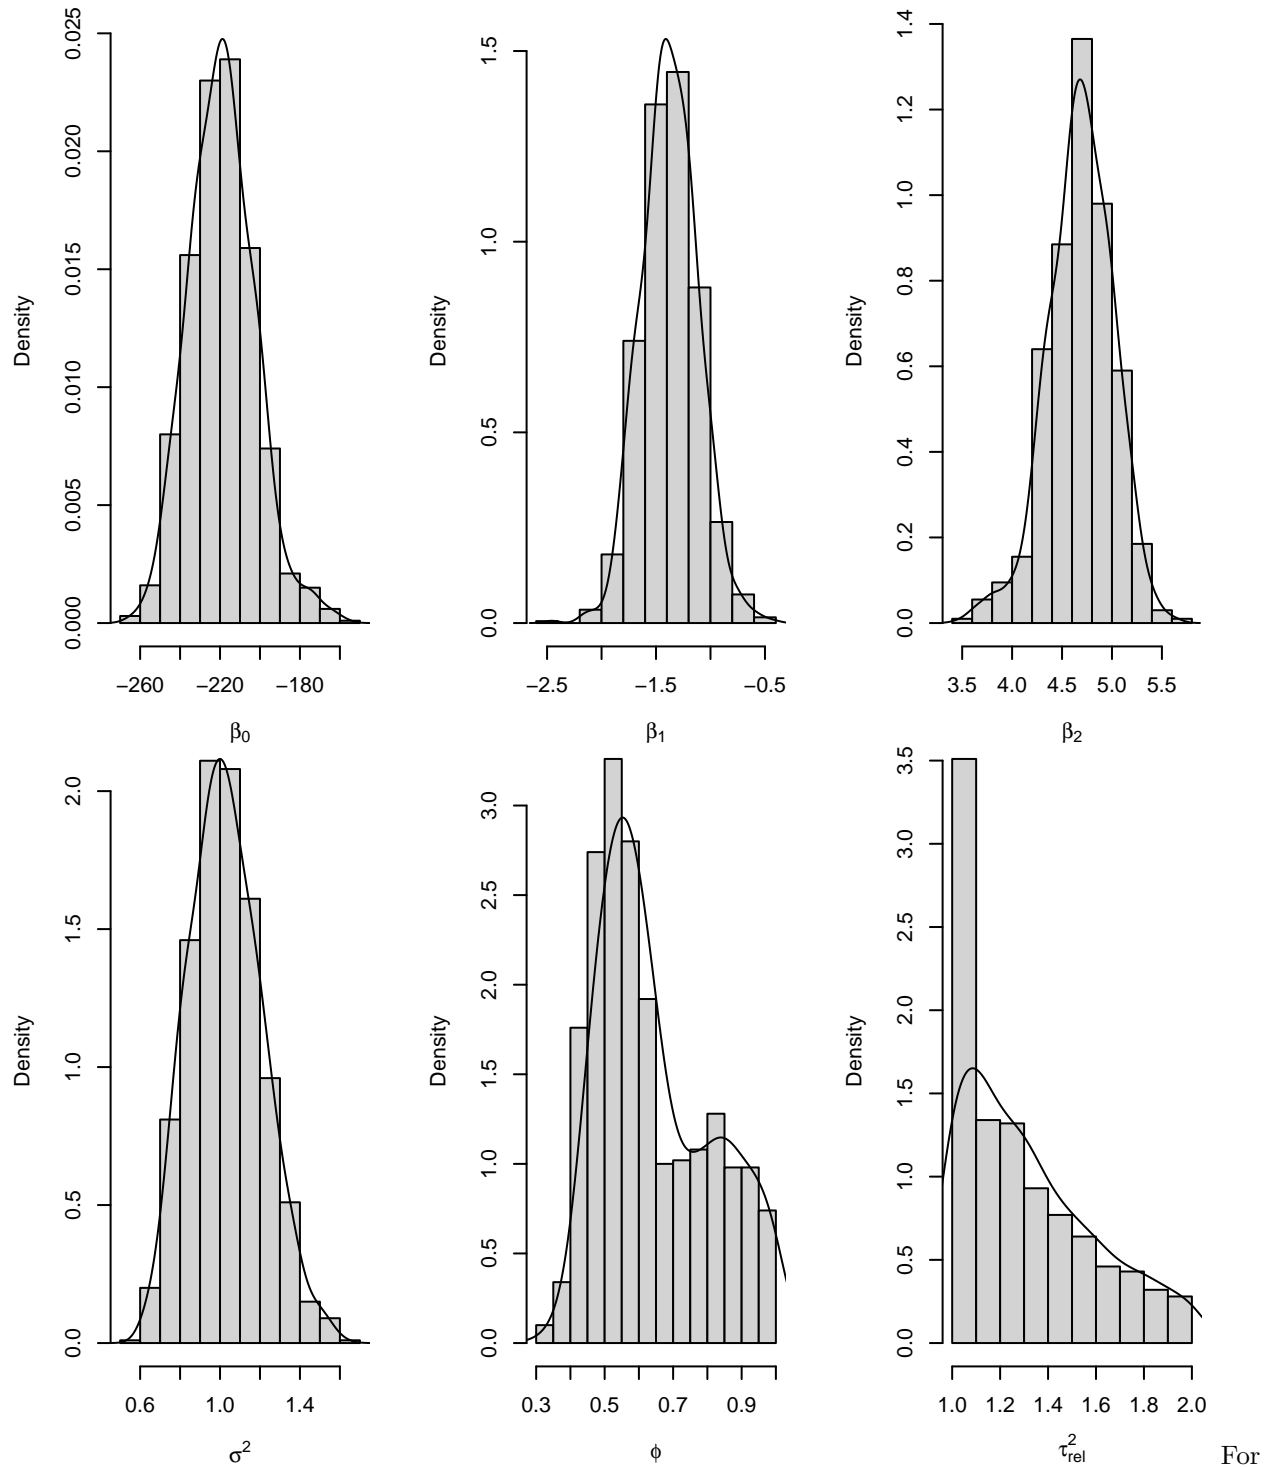 Density
0.000 0.005 0.010 0.015 0.020 0.025
−260 −220 −180
β0
Density
0.0 0.5 1.0 1.5
−2.5 −1.5 −0.5
β1
Density
0.0 0.2 0.4 0.6 0.8 1.0 1.2 1.4
3.5 4.0 4.5 5.0 5.5
β2
Density
0.0 0.5 1.0 1.5 2.0
0.6 1.0 1.4
σ²
Density
0.0 0.5 1.0 1.5 2.0 2.5 3.0
0.3 0.5 0.7 0.9
ϕ
Density
0.0 0.5 1.0 1.5 2.0 2.5 3.0 3.5
1.0 1.2 1.4 1.6 1.8 2.0
τ²rel
For